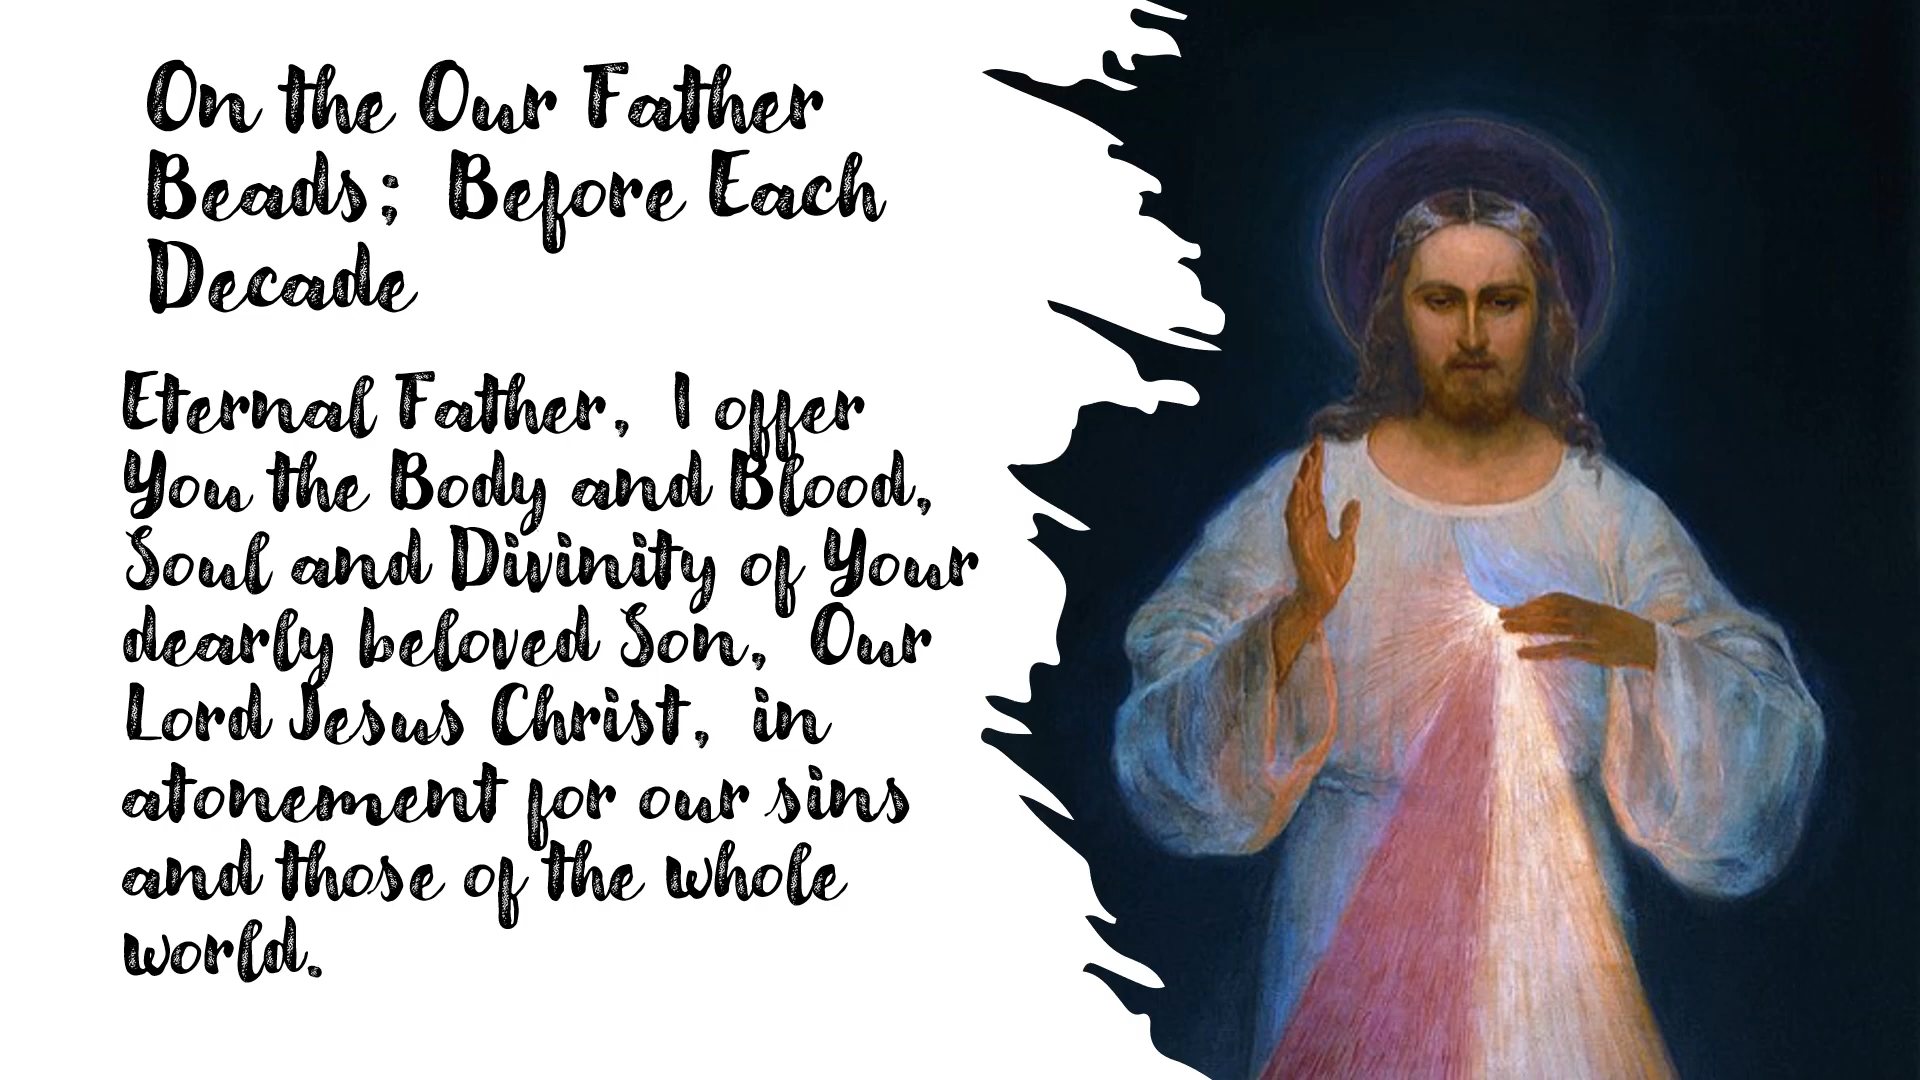 On the Our Father
Beads; Before Each
Decade
Eternal Father, I offer
You the Body and Blood,
Soul and Divinity of Your
dearly beloved Son, Our
Lord Jesus Christ, in
atonement for our sins
and those of the whole
world.